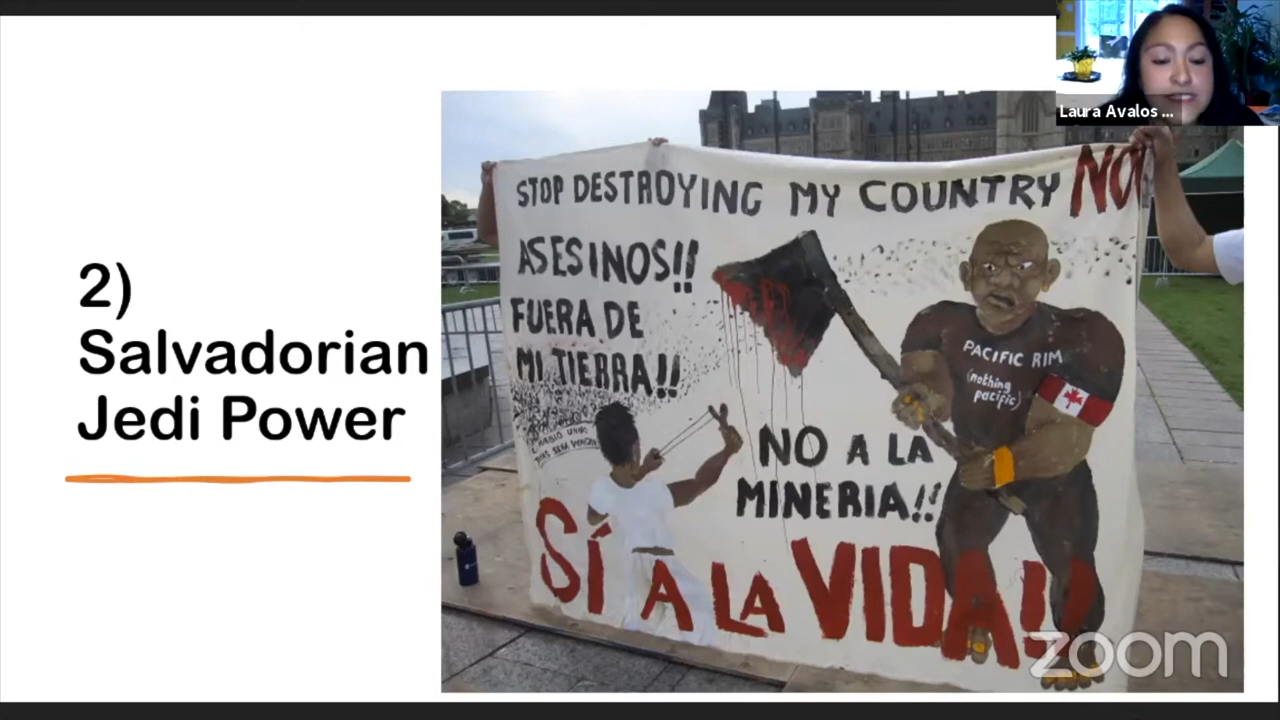 2)
Salvadorian
Jedi Power
Laura Avalos ...
STOP DESTROYING MY COUNTRY NO
ASESINOS!!
FUERA DE
MI TIERRA!!
PACIFIC RIM
(nothing
pacific)
NO A LA
MINERIA!!
SÍ A LA VIDA!!
zoom